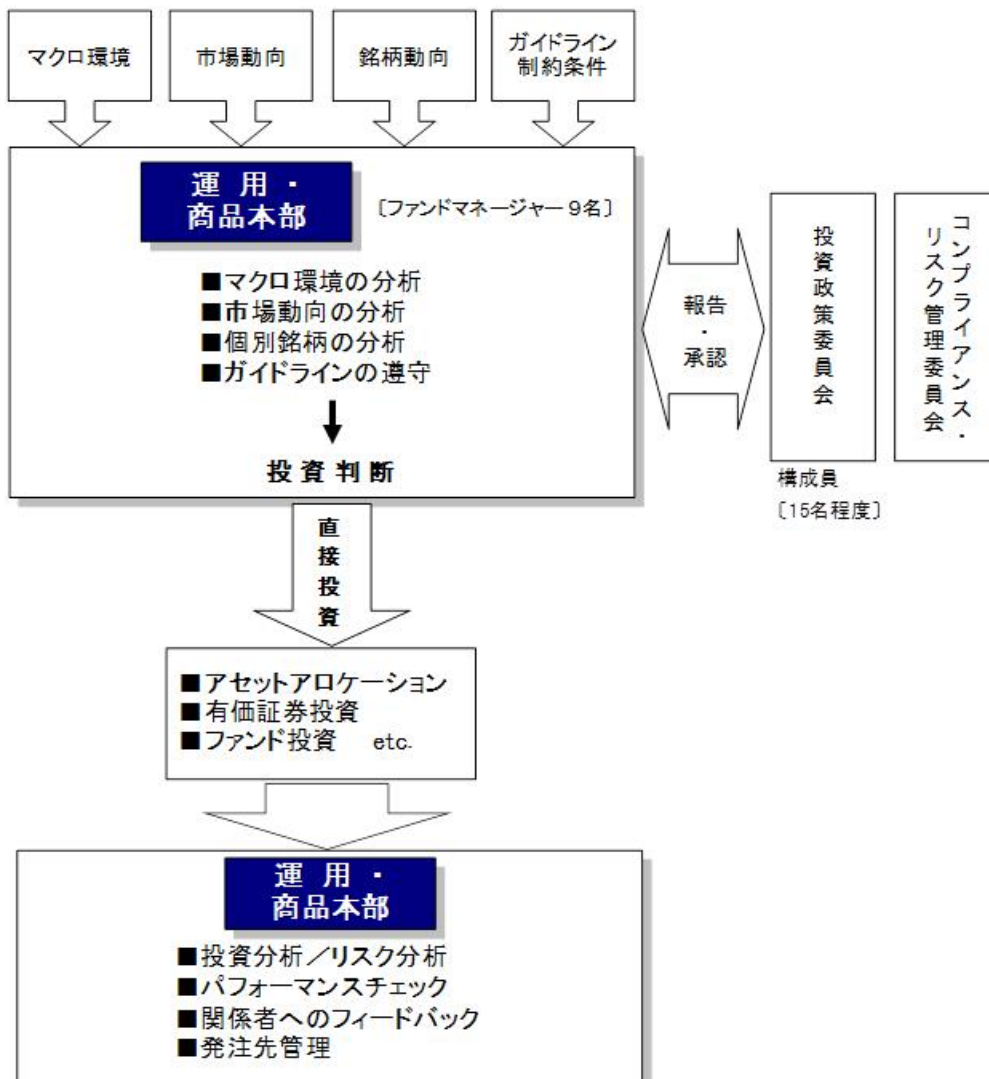 マクロ環境
市場動向
銘柄動向
ガイドライン
制約条件
運 用 ・
商品本部
〔ファンドマネージャー9名〕
■マクロ環境の分析
■市場動向の分析
■個別銘柄の分析
■ガイドラインの遵守
投資判断
報告
・
承認
投資政策委員会
コンプライアンス・
リスク管理委員会
構成員
〔15名程度〕
直接投資
■アセットアロケーション
■有価証券投資
■ファンド投資 etc.
運 用 ・
商品本部
■投資分析／リスク分析
■パフォーマンスチェック
■関係者へのフィードバック
■発注先管理